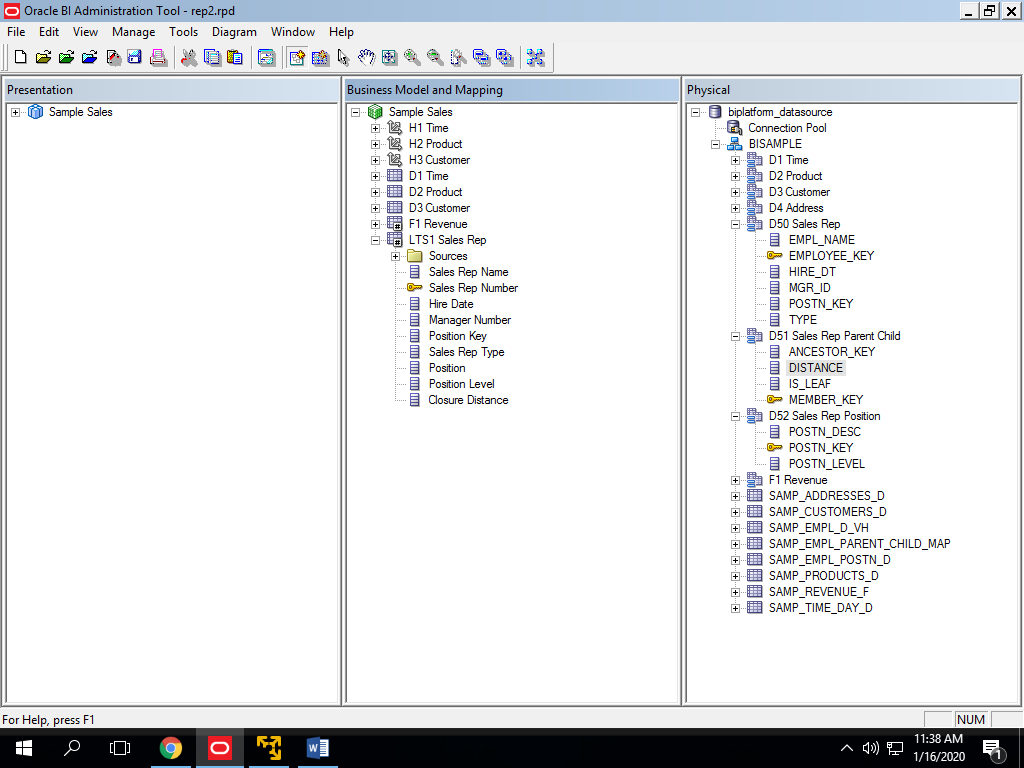 Oracle BI Administration Tool - rep2.rpd
File Edit View Manage Tools Diagram Window Help
Presentation
Sample Sales
Business Model and Mapping
Sample Sales
H1 Time
H2 Product
H3 Customer
D1 Time
D2 Product
D3 Customer
F1 Revenue
LTS1 Sales Rep
Sources
Sales Rep Name
Sales Rep Number
Hire Date
Manager Number
Position Key
Sales Rep Type
Position
Position Level
Closure Distance
Physical
biplatform_datasource
Connection Pool
BISAMPLE
D1 Time
D2 Product
D3 Customer
D4 Address
D50 Sales Rep
EMPL_NAME
EMPLOYEE_KEY
HIRE_DT
MGR_ID
POSTN_KEY
TYPE
D51 Sales Rep Parent Child
ANCESTOR_KEY
DISTANCE
IS_LEAF
MEMBER_KEY
D52 Sales Rep Position
POSTN_DESC
POSTN_KEY
POSTN_LEVEL
F1 Revenue
SAMP_ADDRESSES_D
SAMP_CUSTOMERS_D
SAMP_EMPL_D_VH
SAMP_EMPL_PARENT_CHILD_MAP
SAMP_EMPL_POSTN_D
SAMP_PRODUCTS_D
SAMP_REVENUE_F
SAMP_TIME_DAY_D
For Help, press F1
NUM
11:38 AM
1/16/2020
1